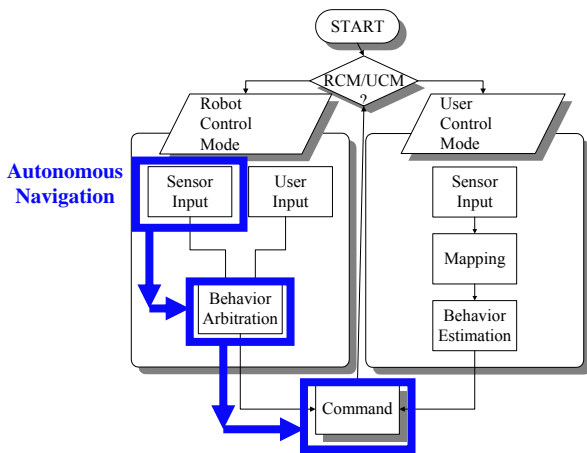 START
RCM/UCM
?
Robot
Control
Mode
User
Control
Mode
Autonomous
Navigation
Sensor
Input
User
Input
Sensor
Input
Mapping
Behavior
Arbitration
Behavior
Estimation
Command